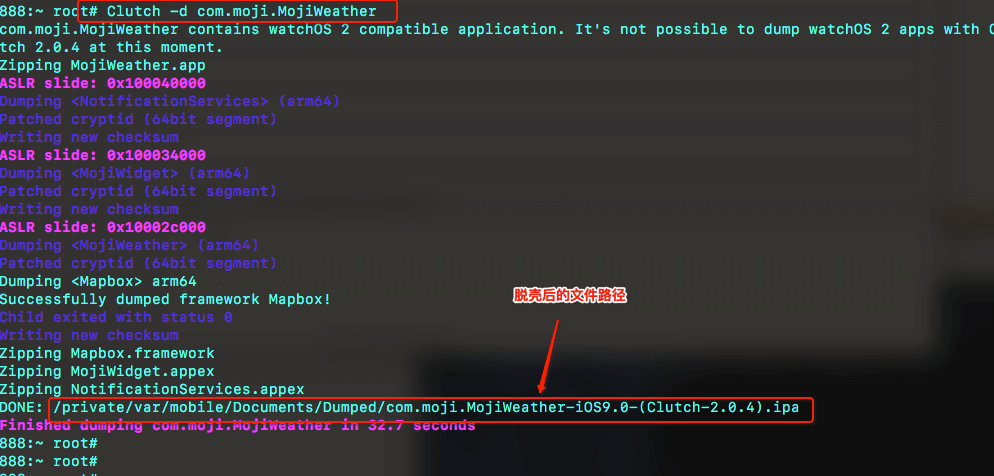 888:~ root# Clutch -d com.moji.MojiWeather
com.moji.MojiWeather contains watchOS 2 compatible application. It's not possible to dump watchOS 2 apps with C
tch 2.0.4 at this moment.
Zipping MojiWeather.app
ASLR slide: 0x100040000
Dumping <NotificationServices> (arm64)
Patched cryptid (64bit segment)
Writing new checksum
ASLR slide: 0x100034000
Dumping <MojiWidget> (arm64)
Patched cryptid (64bit segment)
Writing new checksum
ASLR slide: 0x10002c000
Dumping <MojiWeather> (arm64)
Patched cryptid (64bit segment)
Dumping <Mapbox> arm64
Successfully dumped framework Mapbox!
脱壳后的文件路径
Child exited with status 0
Writing new checksum
Zipping Mapbox.framework
Zipping MojiWidget.appex
Zipping NotificationServices.appex
DONE: /private/var/mobile/Documents/Dumped/com.moji.MojiWeather-iOS9.0-(Clutch-2.0.4).ipa
Finished dumping com.moji.MojiWeather in 32.7 seconds
888:~ root#
888:~ root#
888:~ root#